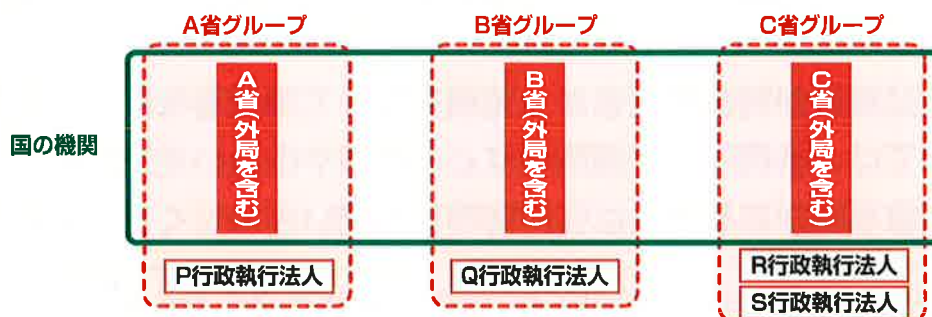 A省グループ
B省グループ
C省グループ
国の機関
A省(外局を含む)
B省(外局を含む)
C省(外局を含む)
P行政執行法人
Q行政執行法人
R行政執行法人
S行政執行法人